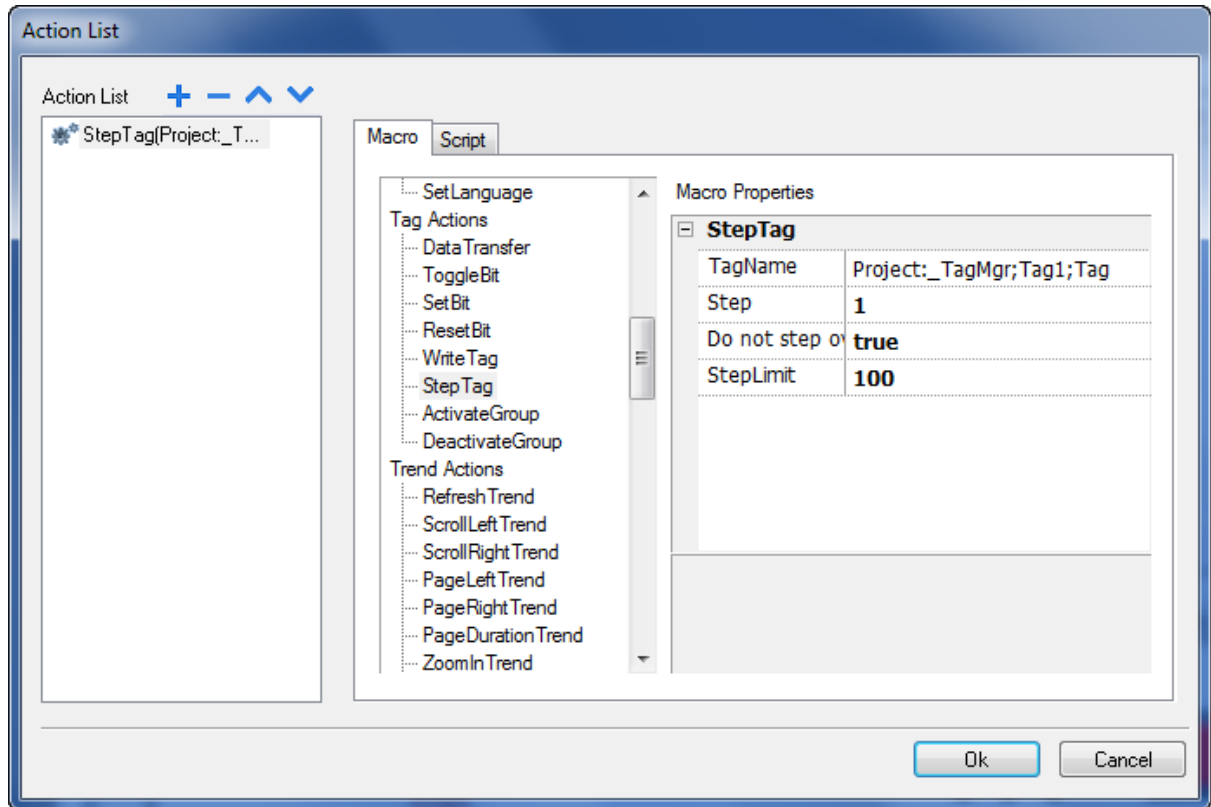 Action List
Action List
StepTag(Project:_T...
Macro
Script
SetLanguage
Tag Actions
DataTransfer
ToggleBit
SetBit
ResetBit
WriteTag
StepTag
ActivateGroup
DeactivateGroup
Trend Actions
RefreshTrend
ScrollLeftTrend
ScrollRightTrend
PageLeftTrend
PageRightTrend
PageDurationTrend
ZoomInTrend
Macro Properties
StepTag
TagName Project:_TagMgr;Tag1;Tag
Step 1
Do not step ov true
StepLimit 100
Ok
Cancel